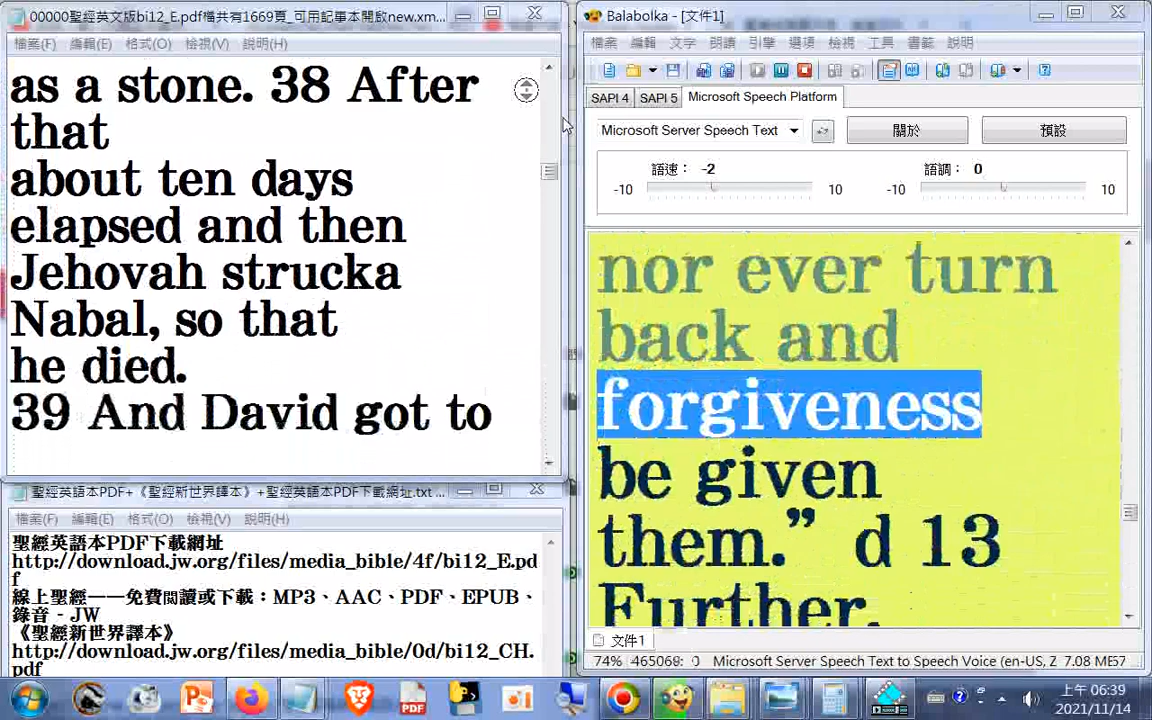 00000聖經英文版bi12_E.pdf檔共有1669頁_可用記事本開啟new.xm...
檔案(F) 編輯(E) 格式(O) 檢視(V) 說明(H)
as a stone. 38 After
that
about ten days
elapsed and then
Jehovah strucka
Nabal, so that
he died.
39 And David got to
聖經英語本PDF+《聖經新世界譯本》+聖經英語本PDF下載網址.txt ...
檔案(F) 編輯(E) 格式(O) 檢視(V) 說明(H)
聖經英語本PDF下載網址
http://download.jw.org/files/media_bible/4f/bi12_E.pd
f
線上聖經——免費閱讀或下載：MP3、AAC、PDF、EPUB、
錄音 - JW
《聖經新世界譯本》
http://download.jw.org/files/media_bible/0d/bi12_CH.
pdf
Balabolka - [文件1]
檔案 編輯 文字 朗讀 引擎 選項 檢視 工具 書籤 說明
SAPI 4 SAPI 5 Microsoft Speech Platform
Microsoft Server Speech Text 關於 預設
語速： -2 語調： 0
-10 10 -10 10
nor ever turn
back and
forgiveness
be given
them.” d 13
Further,
文件1
74% 465069: Microsoft Server Speech Text to Speech Voice (en-US, Z 7.08 ME
上午 06:39
2021/11/14